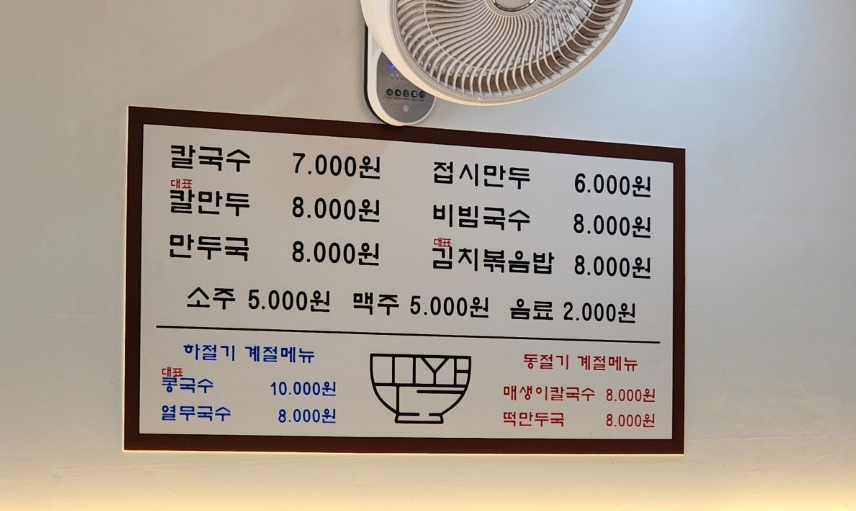 칼국수 7.000원 접시만두 6.000원
대표
칼만두 8.000원 비빔국수 8.000원
대표
만두국 8.000원 김치볶음밥 8.000원
소주 5.000원 맥주 5.000원 음료 2.000원
하절기 계절메뉴
대표
콩국수 10.000원
열무국수 8.000원
동절기 계절메뉴
매생이칼국수 8.000원
떡만두국 8.000원